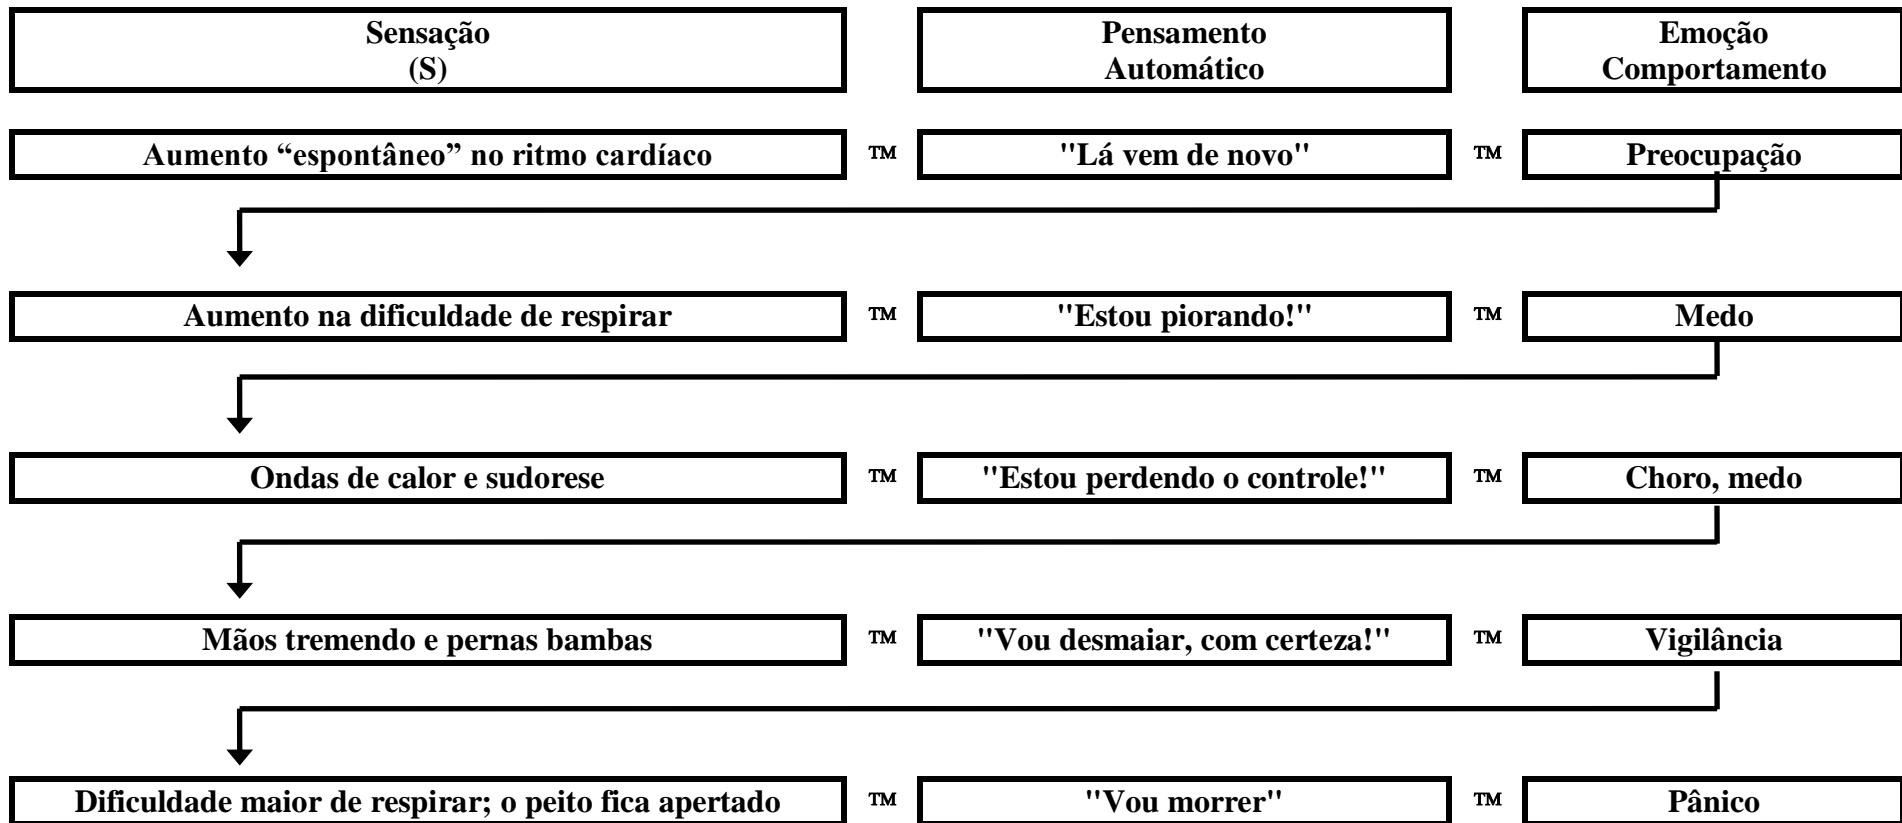 Sensação
(S)
Pensamento
Automático
Emoção
Comportamento
Aumento “espontâneo” no ritmo cardíaco ™ "Lá vem de novo" ™ Preocupação
Aumento na dificuldade de respirar ™ "Estou piorando!" ™ Medo
Ondas de calor e sudorese ™ "Estou perdendo o controle!" ™ Choro, medo
Mãos tremendo e pernas bambas ™ "Vou desmaiar, com certeza!" ™ Vigilância
Dificuldade maior de respirar; o peito fica apertado ™ "Vou morrer" ™ Pânico